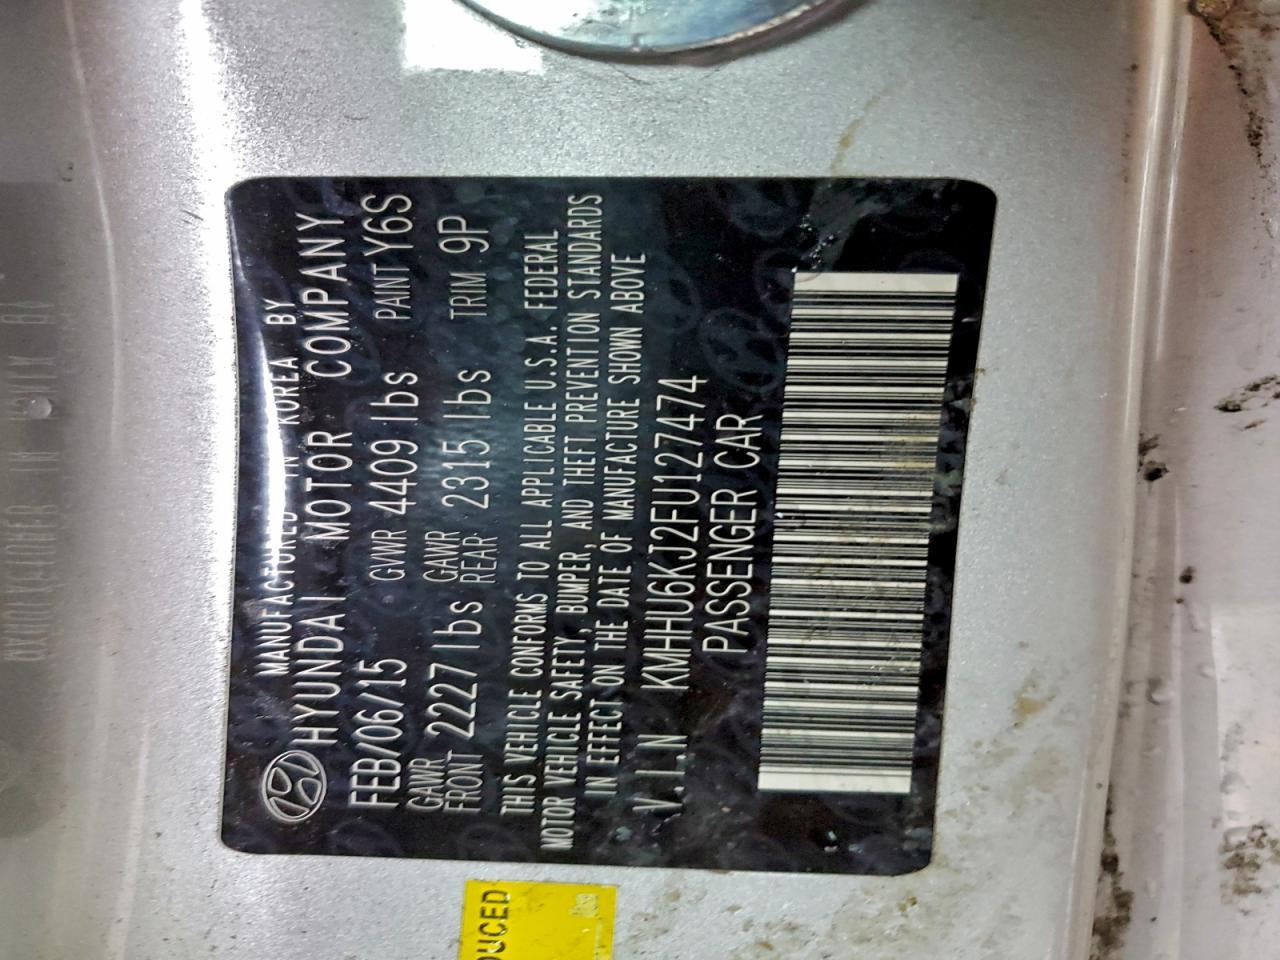 MANUFACTURED IN KOREA BY
HYUNDAI MOTOR COMPANY
FEB/06/15 GVWR 4409 lbs PAINT Y6S
GAWR FRONT 2227 lbs GAWR REAR 2315 lbs TRIM 9P
THIS VEHICLE CONFORMS TO ALL APPLICABLE U.S.A. FEDERAL
MOTOR VEHICLE SAFETY, BUMPER, AND THEFT PREVENTION STANDARDS
IN EFFECT ON THE DATE OF MANUFACTURE SHOWN ABOVE
V.I.N KMHHU6KJ2FU127474
PASSENGER CAR
DUCED